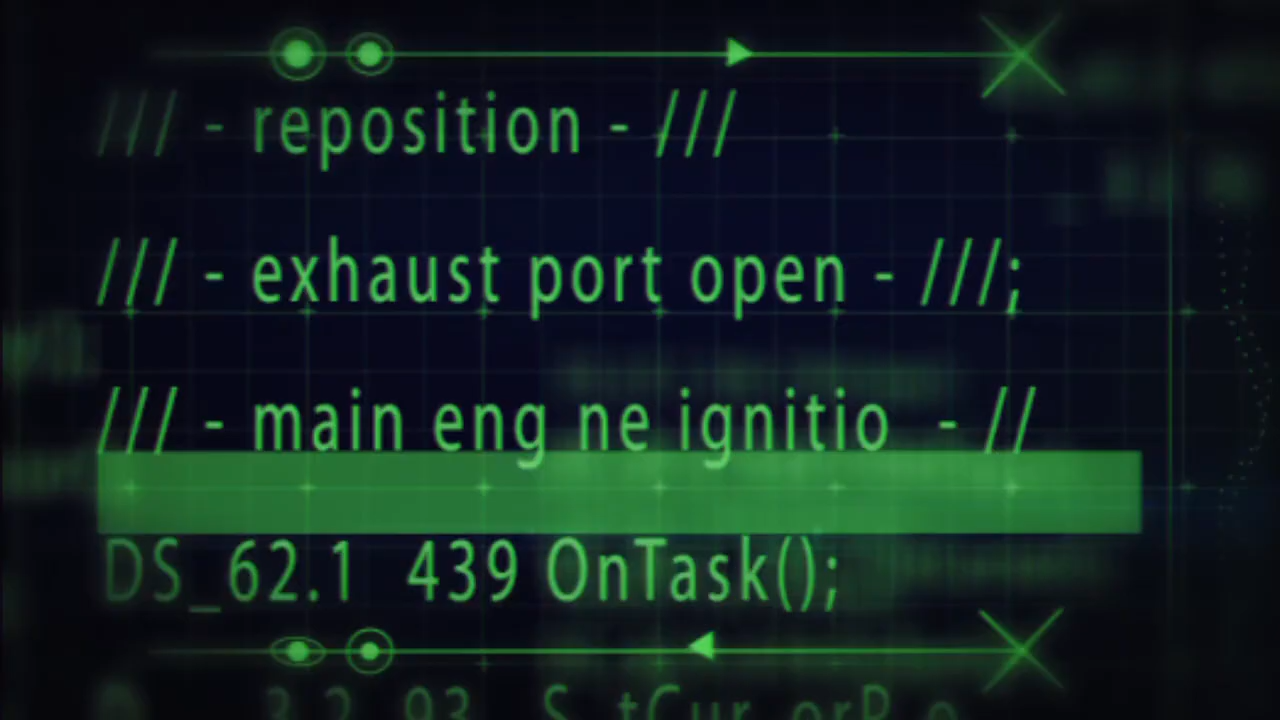 /// - reposition - ///
/// - exhaust port open - ///;
/// - main eng ne ignitio  - //
DS_62.1  439 OnTask();